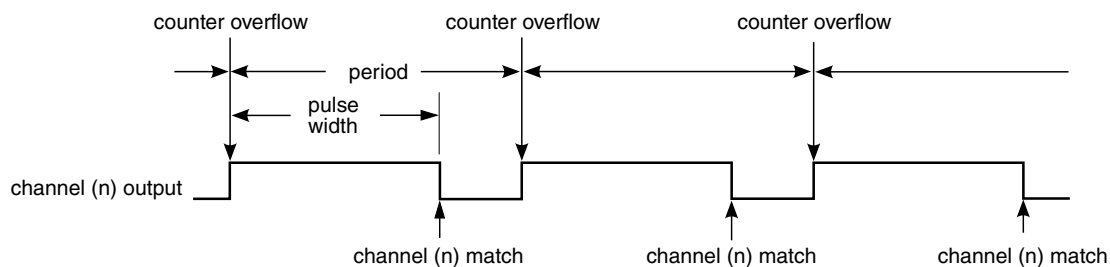 counter overflow
counter overflow
counter overflow
period
pulse
width
channel (n) output
channel (n) match
channel (n) match
channel (n) match